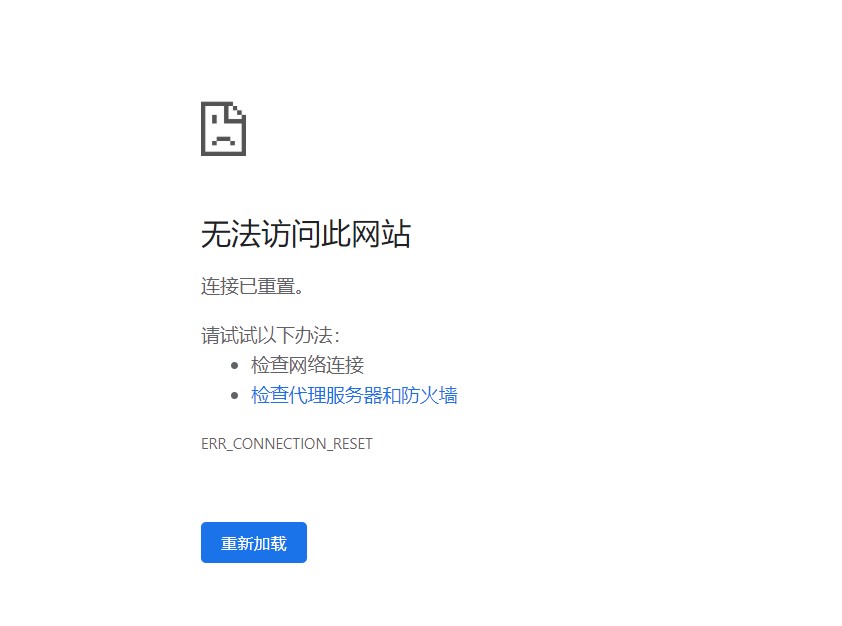 无法访问此网站
连接已重置。
请试试以下办法：
检查网络连接
检查代理服务器和防火墙
ERR_CONNECTION_RESET
重新加载